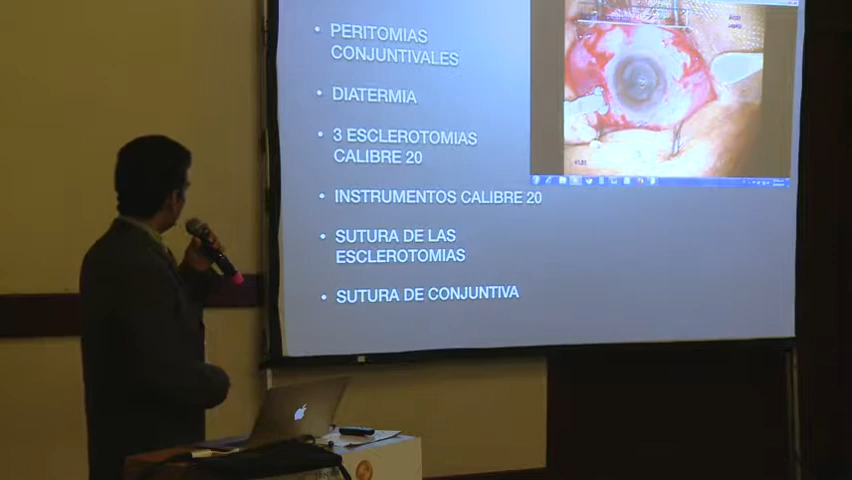 • PERITOMIAS
CONJUNTIVALES
• DIATERMIA
• 3 ESCLEROTOMIAS
CALIBRE 20
• INSTRUMENTOS CALIBRE 20
• SUTURA DE LAS
ESCLEROTOMIAS
• SUTURA DE CONJUNTIVA